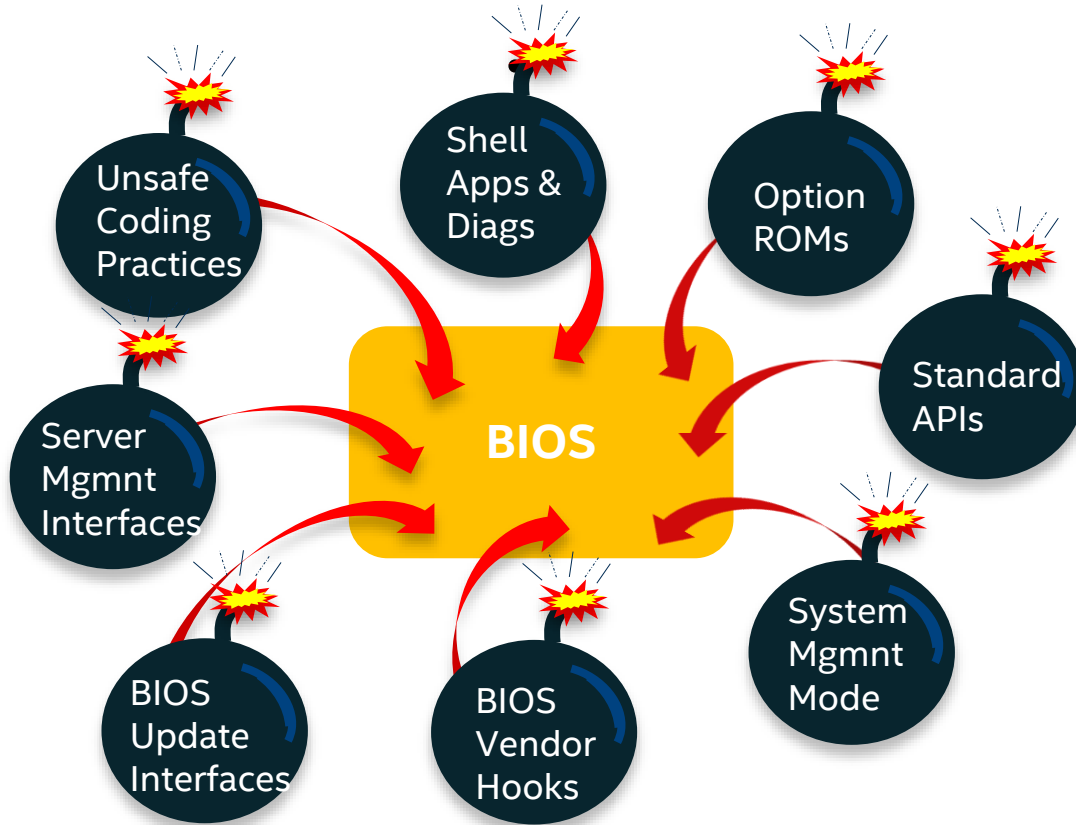 Unsafe
Coding
Practices
Shell
Apps &
Diags
Option
ROMs
Standard
APIs
Server
Mgmnt
Interfaces
BIOS
System
Mgmnt
Mode
BIOS
Update
Interfaces
BIOS
Vendor
Hooks